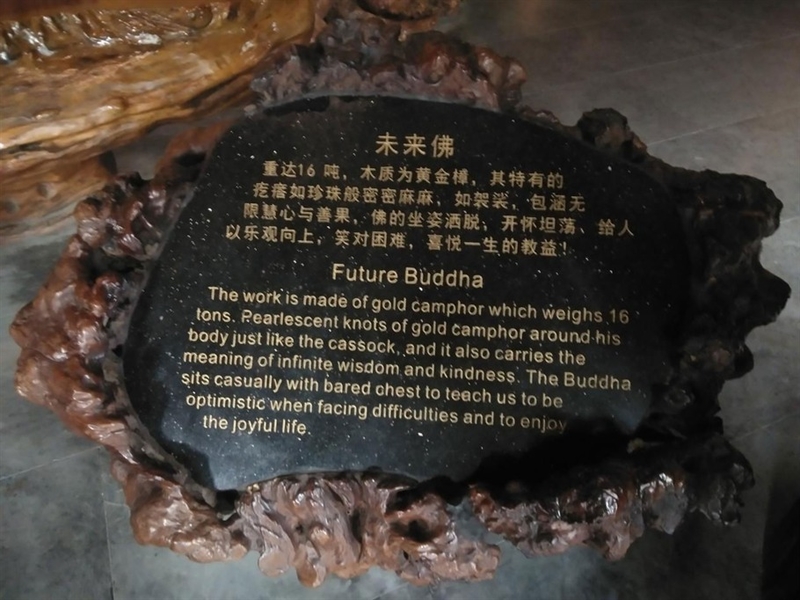 未来佛
重达16 吨，木质为黄金樟，其特有的
疙瘩如珍珠般密密麻麻，如袈裟，包涵无
限慧心与善果，佛的坐姿洒脱，开怀坦荡、给人
以乐观向上，笑对困难，喜悦一生的教益！
Future Buddha
The work is made of gold camphor which weighs 16
tons. Pearlescent knots of gold camphor around his
body just like the cassock, and it also carries the
meaning of infinite wisdom and kindness. The Buddha
sits casually with bared chest to teach us to be
optimistic when facing difficulties and to enjoy
the joyful life.